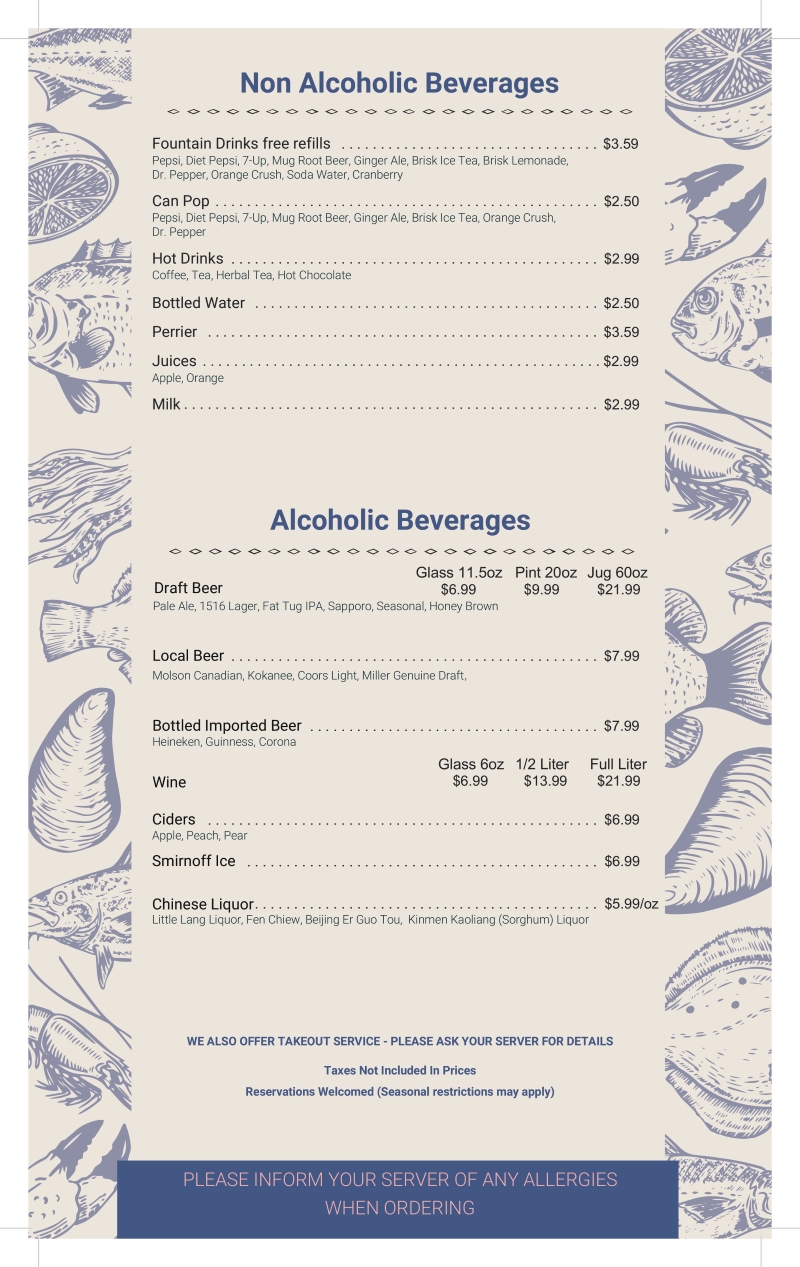 Non Alcoholic Beverages
Fountain Drinks free refills . . . . . . . . . . . . . . . . . . . . . . . . . . . . . . . . . $3.59
Pepsi, Diet Pepsi, 7-Up, Mug Root Beer, Ginger Ale, Brisk Ice Tea, Brisk Lemonade,
Dr. Pepper, Orange Crush, Soda Water, Cranberry
Can Pop . . . . . . . . . . . . . . . . . . . . . . . . . . . . . . . . . . . . . . . . . . . . . . . . . $2.50
Pepsi, Diet Pepsi, 7-Up, Mug Root Beer, Ginger Ale, Brisk Ice Tea, Orange Crush,
Dr. Pepper
Hot Drinks . . . . . . . . . . . . . . . . . . . . . . . . . . . . . . . . . . . . . . . . . . . . . . . $2.99
Coffee, Tea, Herbal Tea, Hot Chocolate
Bottled Water . . . . . . . . . . . . . . . . . . . . . . . . . . . . . . . . . . . . . . . . . . . . $2.50
Perrier . . . . . . . . . . . . . . . . . . . . . . . . . . . . . . . . . . . . . . . . . . . . . . . . . . $3.59
Juices . . . . . . . . . . . . . . . . . . . . . . . . . . . . . . . . . . . . . . . . . . . . . . . . . . . $2.99
Apple, Orange
Milk . . . . . . . . . . . . . . . . . . . . . . . . . . . . . . . . . . . . . . . . . . . . . . . . . . . . . $2.99
Alcoholic Beverages
Glass 11.5oz Pint 20oz Jug 60oz
Draft Beer $6.99 $9.99 $21.99
Pale Ale, 1516 Lager, Fat Tug IPA, Sapporo, Seasonal, Honey Brown
Local Beer . . . . . . . . . . . . . . . . . . . . . . . . . . . . . . . . . . . . . . . . . . . . . . . $7.99
Molson Canadian, Kokanee, Coors Light, Miller Genuine Draft,
Bottled Imported Beer . . . . . . . . . . . . . . . . . . . . . . . . . . . . . . . . . . . . . $7.99
Heineken, Guinness, Corona
Glass 6oz 1/2 Liter Full Liter
Wine $6.99 $13.99 $21.99
Ciders . . . . . . . . . . . . . . . . . . . . . . . . . . . . . . . . . . . . . . . . . . . . . . . . . . $6.99
Apple, Peach, Pear
Smirnoff Ice . . . . . . . . . . . . . . . . . . . . . . . . . . . . . . . . . . . . . . . . . . . . . $6.99
Chinese Liquor. . . . . . . . . . . . . . . . . . . . . . . . . . . . . . . . . . . . . . . . . . . . $5.99/oz
Little Lang Liquor, Fen Chiew, Beijing Er Guo Tou, Kinmen Kaoliang (Sorghum) Liquor
WE ALSO OFFER TAKEOUT SERVICE - PLEASE ASK YOUR SERVER FOR DETAILS
Taxes Not Included In Prices
Reservations Welcomed (Seasonal restrictions may apply)
PLEASE INFORM YOUR SERVER OF ANY ALLERGIES
WHEN ORDERING